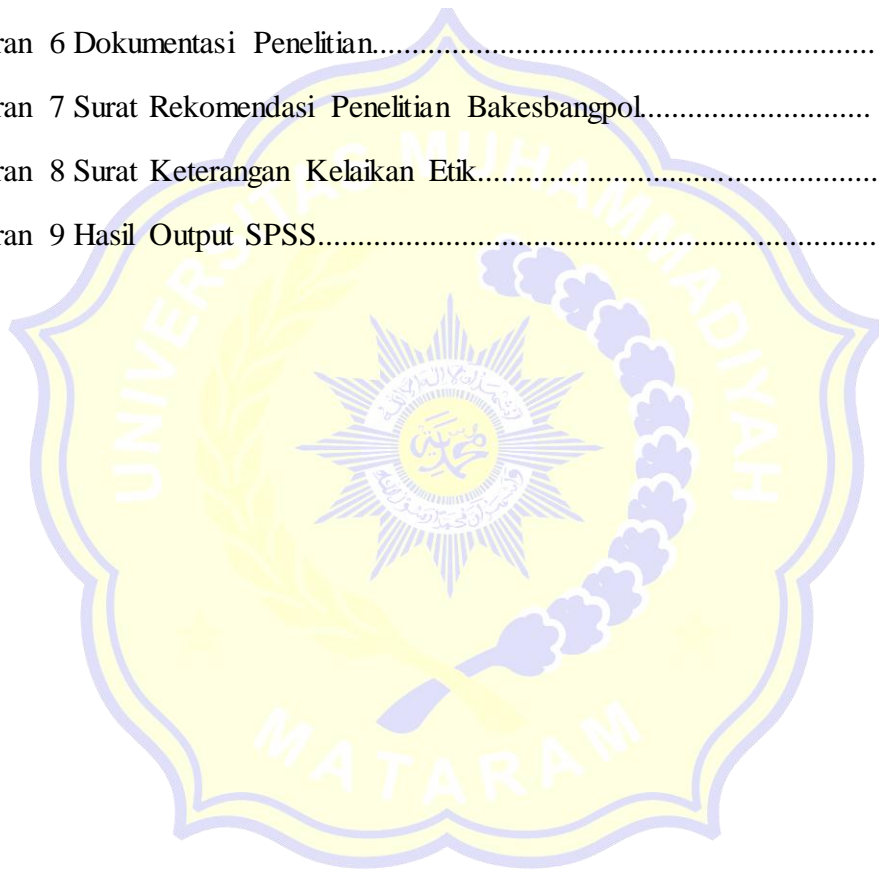 ran 6 Dokumentasi Penelitian...............................................................
ran 7 Surat Rekomendasi Penelitian Bakesbangpol.............................
ran 8 Surat Keterangan Kelaikan Etik...................................................
ran 9 Hasil Output SPSS......................................................................
UNIVERSITAS MUHAMMADIYAH
MATARAM